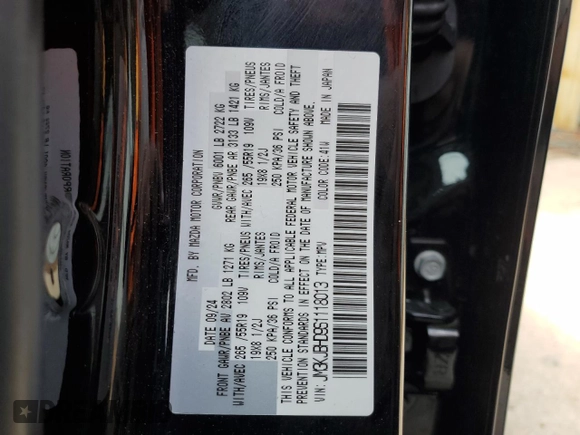 MFD. BY MAZDA MOTOR CORPORATION
DATE 09/24 GVWR/PNBV 6001 LB 2722 KG
FRONT GAWR/PNBE AV 2802 LB 1271 KG REAR GAWR/PNBE AR 3133 LB 1421 KG
WITH/AVEC 265 /55R19 109V TIRES/PNEUS WITH/AVEC 265 /55R19 109V TIRES/PNEUS
19X8 1/2J RIMS/JANTES 19X8 1/2J RIMS/JANTES
250 KPA/36 PSI COLD/A FROID 250 KPA/36 PSI COLD/A FROID
THIS VEHICLE CONFORMS TO ALL APPLICABLE FEDERAL MOTOR VEHICLE SAFETY AND THEFT
PREVENTION STANDARDS IN EFFECT ON THE DATE OF MANUFACTURE SHOWN ABOVE.
VIN: JM3KJBHD9S1118013 TYPE: MPV COLOR CODE: 41W MADE IN JAPAN